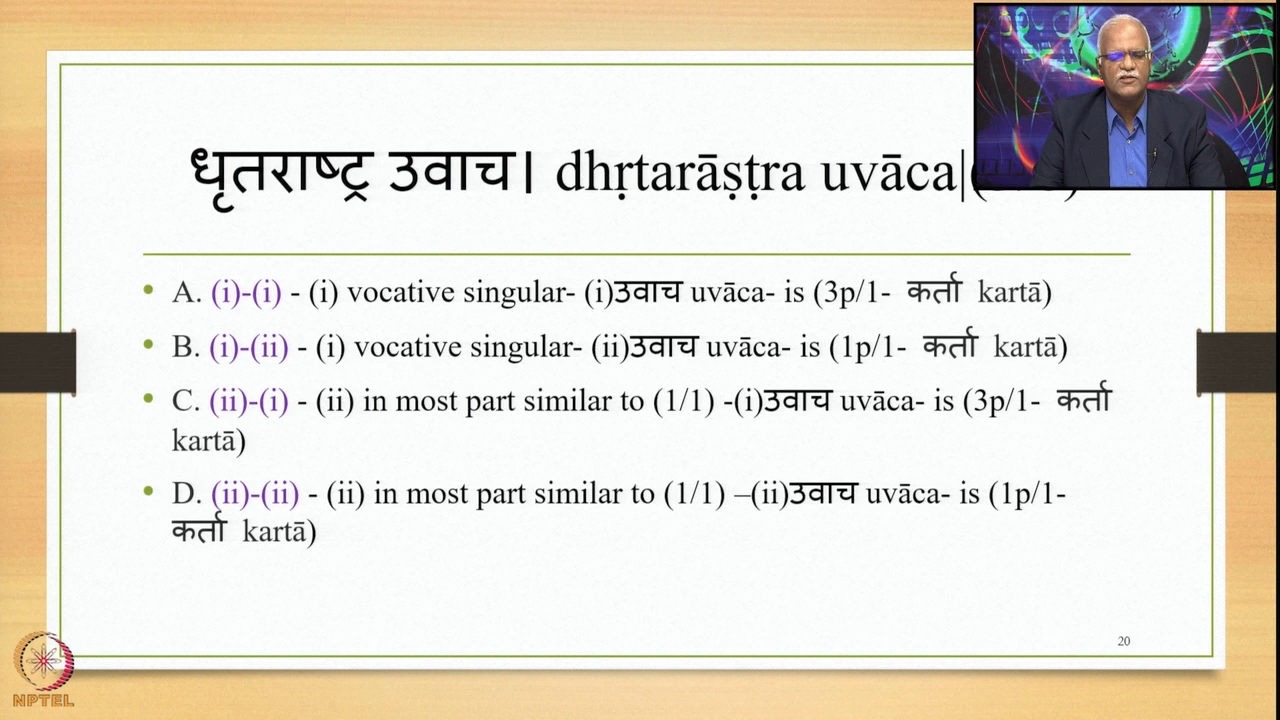 धृतराष्ट्र उवाच। dhṛtarāṣṭra uvāca|
• A. (i)-(i) - (i) vocative singular- (i)उवाच uvāca- is (3p/1- कर्ता kartā)
• B. (i)-(ii) - (i) vocative singular- (ii)उवाच uvāca- is (1p/1- कर्ता kartā)
• C. (ii)-(i) - (ii) in most part similar to (1/1) -(i)उवाच uvāca- is (3p/1- कर्ता
kartā)
• D. (ii)-(ii) - (ii) in most part similar to (1/1) –(ii)उवाच uvāca- is (1p/1-
कर्ता kartā)
20
NPTEL